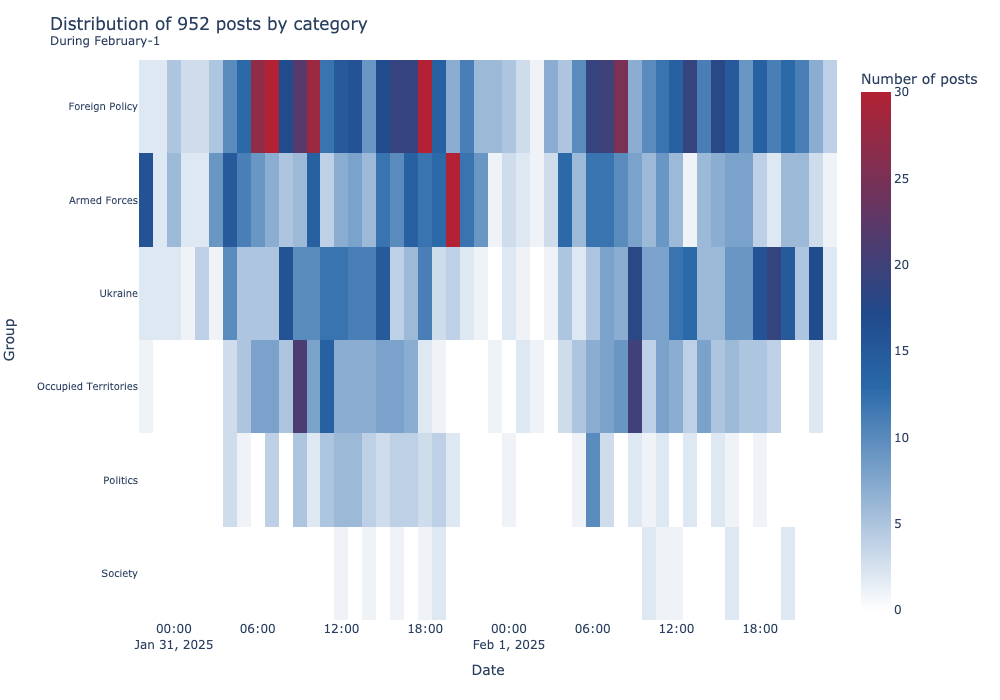 Distribution of 952 posts by category
During February-1
Number of posts
30
25
20
15
10
5
0
Group
Foreign Policy
Armed Forces
Ukraine
Occupied Territories
Politics
Society
00:00 06:00 12:00 18:00 00:00 06:00 12:00 18:00
Jan 31, 2025 Feb 1, 2025
Date